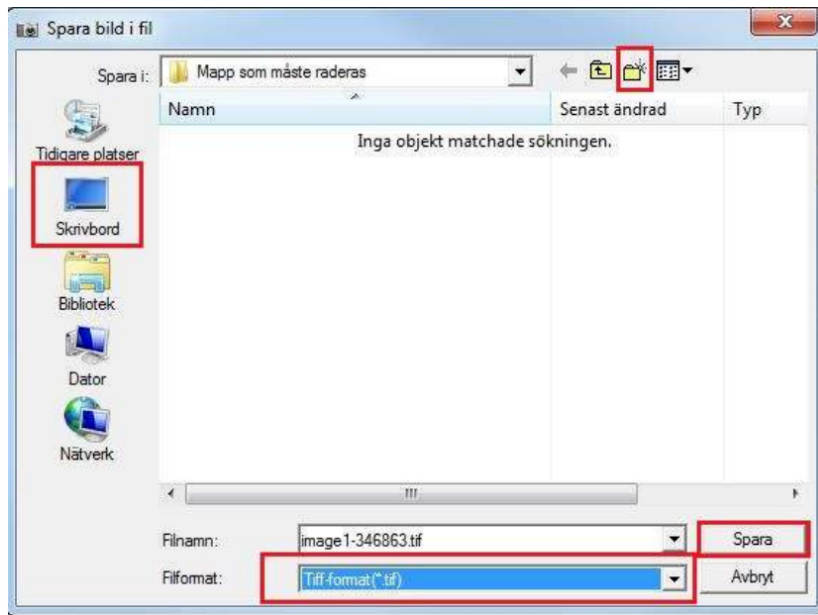 Spara bild i fil
Spara i: Mapp som måste raderas
Namn Senast ändrad Typ
Inga objekt matchade sökningen.
Tidigare platser
Skrivbord
Bibliotek
Dator
Nätverk
Filnamn: image1-346863.tif Spara
Filformat: Tiff-format(*.tif) Avbryt